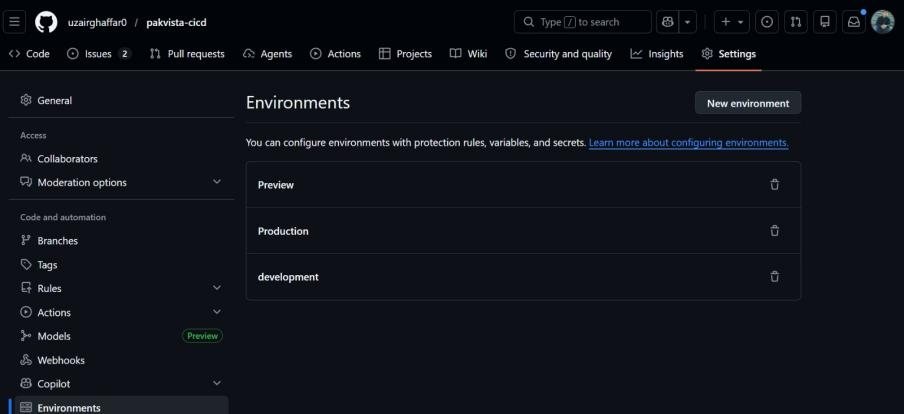 uzairghaffar0 / pakvista-cicd
Type / to search
Code Issues 2 Pull requests Agents Actions Projects Wiki Security and quality Insights Settings
General
Access
Collaborators
Moderation options
Code and automation
Branches
Tags
Rules
Actions
Models Preview
Webhooks
Copilot
Environments
Environments
New environment
You can configure environments with protection rules, variables, and secrets. Learn more about configuring environments.
Preview
Production
development